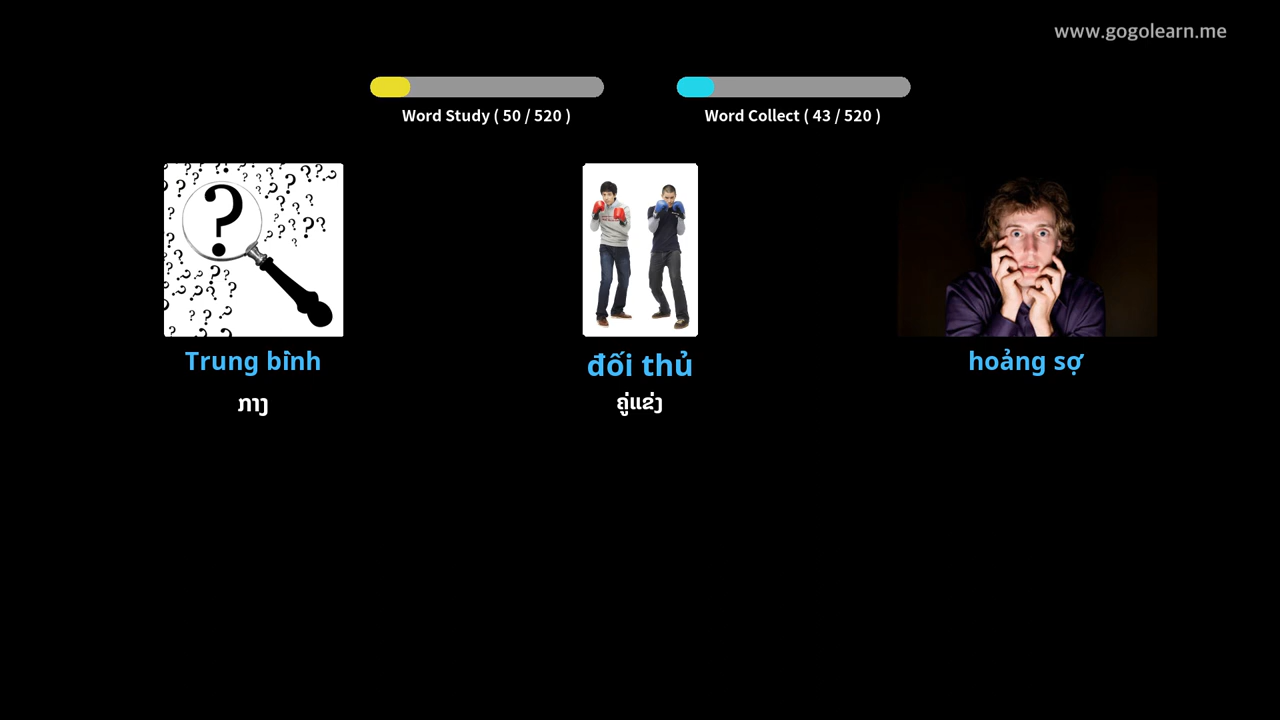 www.gogolearn.me
Word Study ( 50 / 520 )
Word Collect ( 43 / 520 )
Trung bình
ກາງ
đối thủ
ຄູ່ແຂ່ງ
hoảng sợ